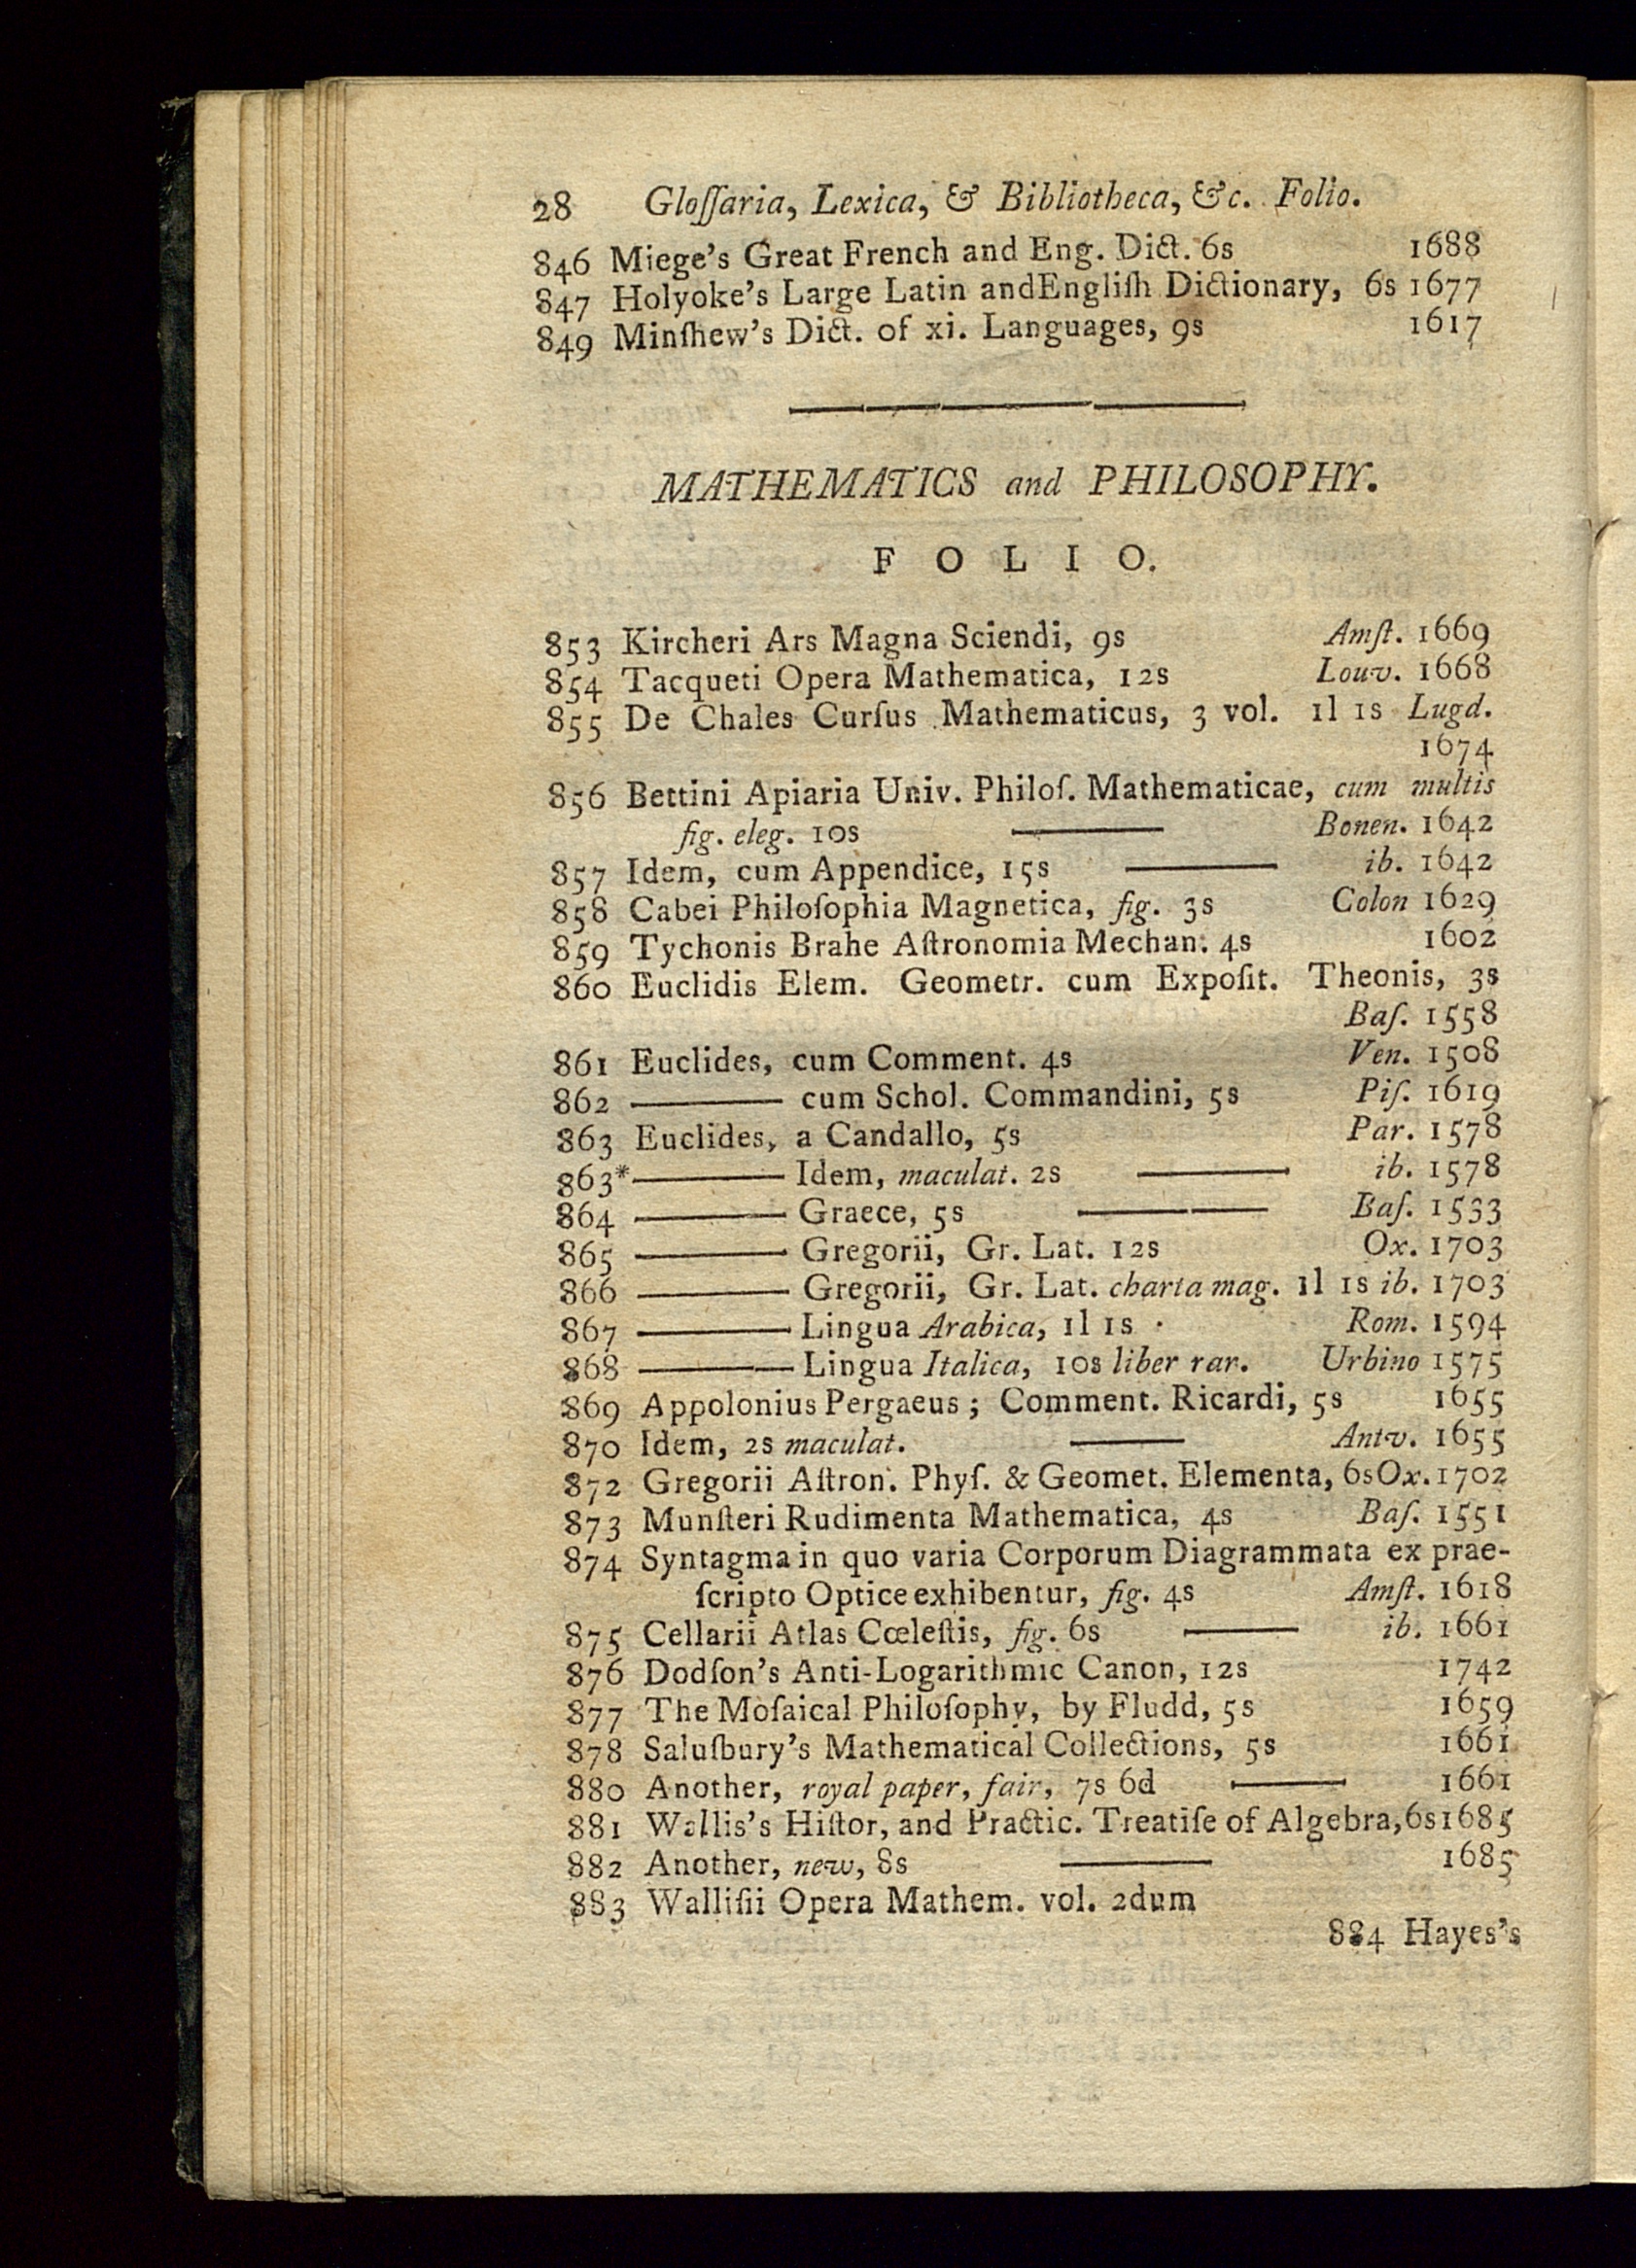 28 Gloſſaria, Lexica, & Bibliotheca, &c. Folio.
846 Miege's Great French and Eng. Dict. 6s 1688
847 Holyoke's Large Latin andEngliſh Dictionary, 6s 1677
849 Minſhew's Dict. of xi. Languages, 9s 1617
MATHEMATICS and PHILOSOPHY.
F O L I O.
853 Kircheri Ars Magna Sciendi, 9s Amſt. 1669
854 Tacqueti Opera Mathematica, 12s Louv. 1668
855 De Chales Curſus Mathematicus, 3 vol. 1l 1s Lugd.
1674
856 Bettini Apiaria Univ. Philoſ. Mathematicae, cum multis
fig. eleg. 10s ——— Bonen. 1642
857 Idem, cum Appendice, 15s ——— ib. 1642
858 Cabei Philoſophia Magnetica, fig. 3s Colon 1629
859 Tychonis Brahe Aſtronomia Mechan. 4s 1602
860 Euclidis Elem. Geometr. cum Expoſit. Theonis, 3s
Baſ. 1558
861 Euclides, cum Comment. 4s Ven. 1508
862 ——— cum Schol. Commandini, 5s Piſ. 1619
863 Euclides, a Candallo, 5s Par. 1578
863* ——— Idem, maculat. 2s ——— ib. 1578
864 ——— Graece, 5s ——— Baſ. 1533
865 ——— Gregorii, Gr. Lat. 12s Ox. 1703
866 ——— Gregorii, Gr. Lat. charta mag. 1l 1s ib. 1703
867 ——— Lingua Arabica, 1l 1s Rom. 1594
868 ——— Lingua Italica, 10s liber rar. Urbino 1575
869 Appolonius Pergaeus ; Comment. Ricardi, 5s 1655
870 Idem, 2s maculat. ——— Antv. 1655
872 Gregorii Aſtron. Phyſ. & Geomet. Elementa, 6s Ox. 1702
873 Munſteri Rudimenta Mathematica, 4s Baſ. 1551
874 Syntagma in quo varia Corporum Diagrammata ex prae-
ſcripto Optice exhibentur, fig. 4s Amſt. 1618
875 Cellarii Atlas Cœleſtis, fig. 6s ——— ib. 1661
876 Dodſon's Anti-Logarithmic Canon, 12s 1742
877 The Moſaical Philoſophy, by Fludd, 5s 1659
878 Saluſbury's Mathematical Collections, 5s 1661
880 Another, royal paper, fair, 7s 6d ——— 1661
881 Wallis's Hiſtor, and Practic. Treatiſe of Algebra, 6s 1685
882 Another, new, 8s ——— 1685
883 Walliſii Opera Mathem. vol. 2dum
884 Hayes's